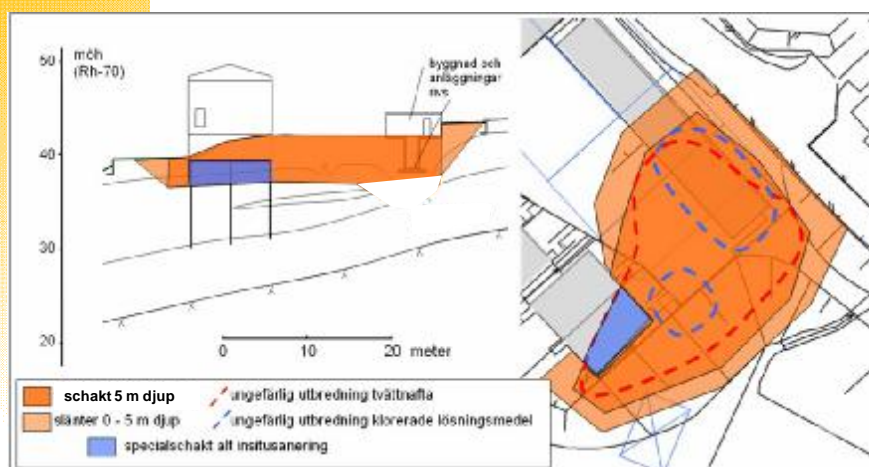 50
möh
(Rh-70)
byggnad och
anläggningar
rivs
40
30
20
0 10 20 meter
schakt 5 m djup
ungefärlig utbredning tvättnafta
slänter 0 - 5 m djup
ungefärlig utbredning klorerade lösningsmedel
specialschakt alt insitusanering